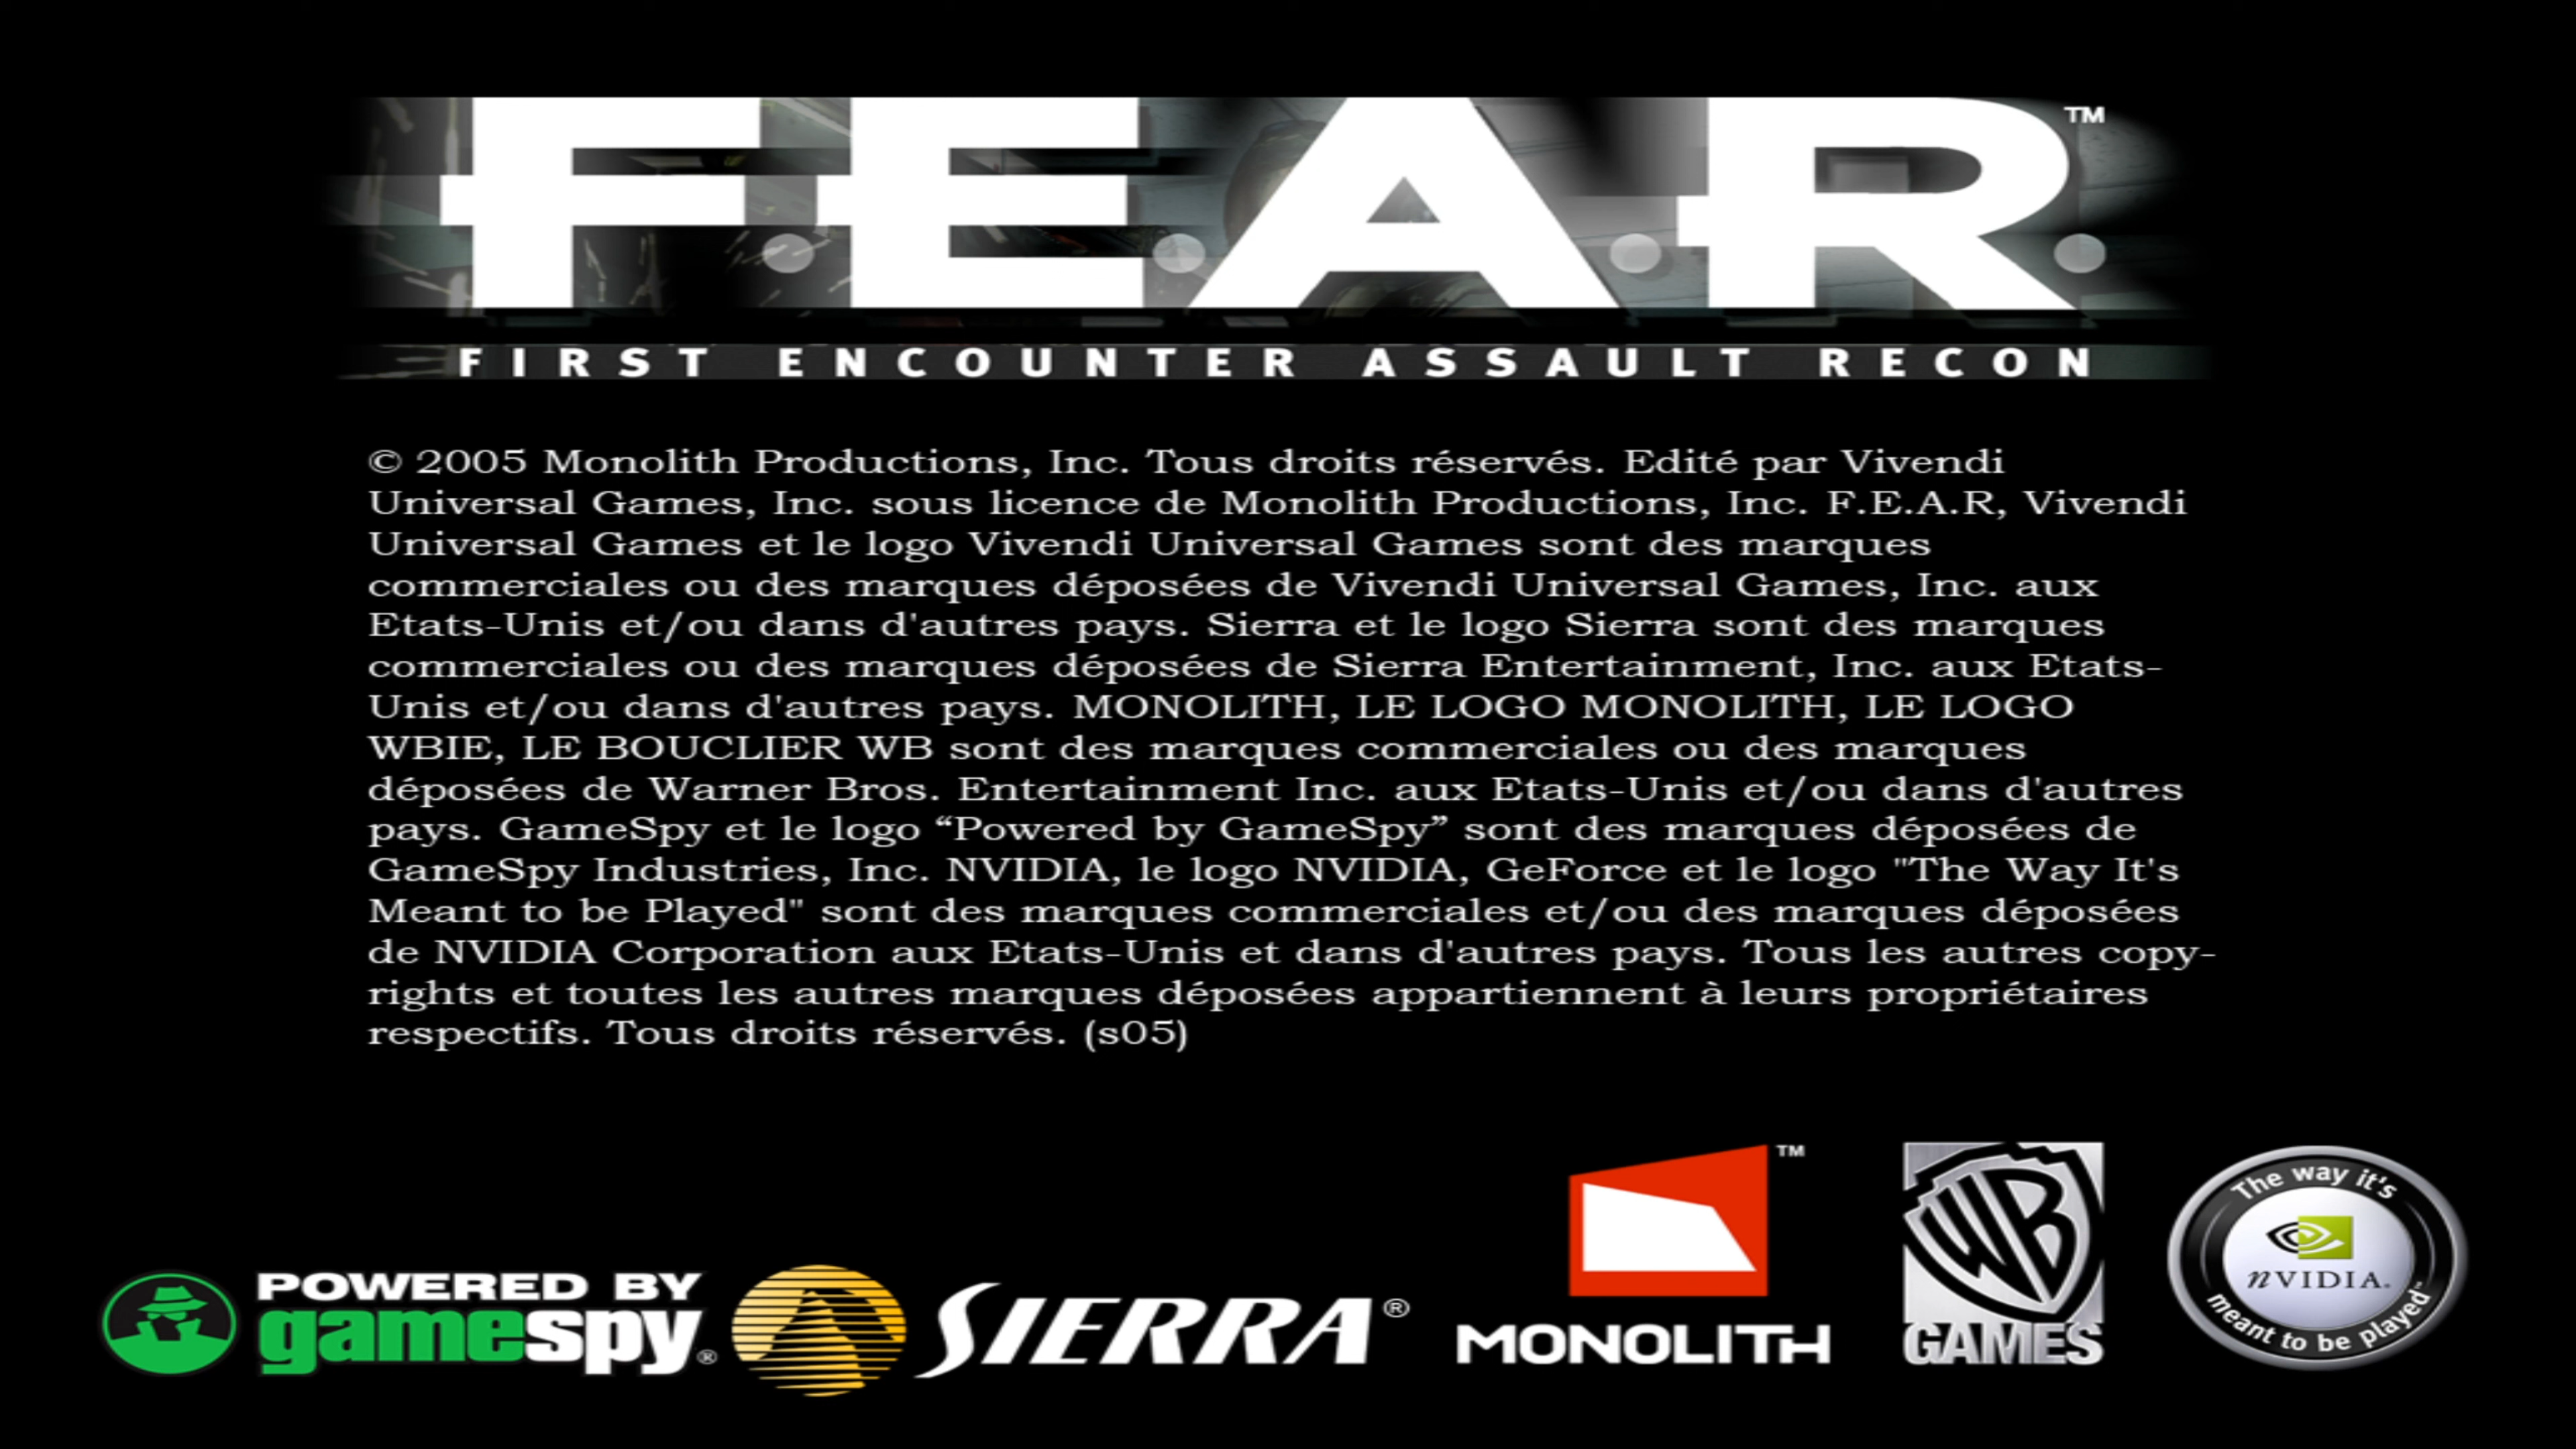 F.E.A.R.™
FIRST ENCOUNTER ASSAULT RECON
© 2005 Monolith Productions, Inc. Tous droits réservés. Edité par Vivendi
Universal Games, Inc. sous licence de Monolith Productions, Inc. F.E.A.R, Vivendi
Universal Games et le logo Vivendi Universal Games sont des marques
commerciales ou des marques déposées de Vivendi Universal Games, Inc. aux
Etats-Unis et/ou dans d'autres pays. Sierra et le logo Sierra sont des marques
commerciales ou des marques déposées de Sierra Entertainment, Inc. aux Etats-
Unis et/ou dans d'autres pays. MONOLITH, LE LOGO MONOLITH, LE LOGO
WBIE, LE BOUCLIER WB sont des marques commerciales ou des marques
déposées de Warner Bros. Entertainment Inc. aux Etats-Unis et/ou dans d'autres
pays. GameSpy et le logo “Powered by GameSpy” sont des marques déposées de
GameSpy Industries, Inc. NVIDIA, le logo NVIDIA, GeForce et le logo "The Way It's
Meant to be Played" sont des marques commerciales et/ou des marques déposées
de NVIDIA Corporation aux Etats-Unis et dans d'autres pays. Tous les autres copy-
rights et toutes les autres marques déposées appartiennent à leurs propriétaires
respectifs. Tous droits réservés. (s05)
POWERED BY
gamespy®
SIERRA®
MONOLITH™
WB
GAMES
The way it's
nVIDIA.
meant to be played™